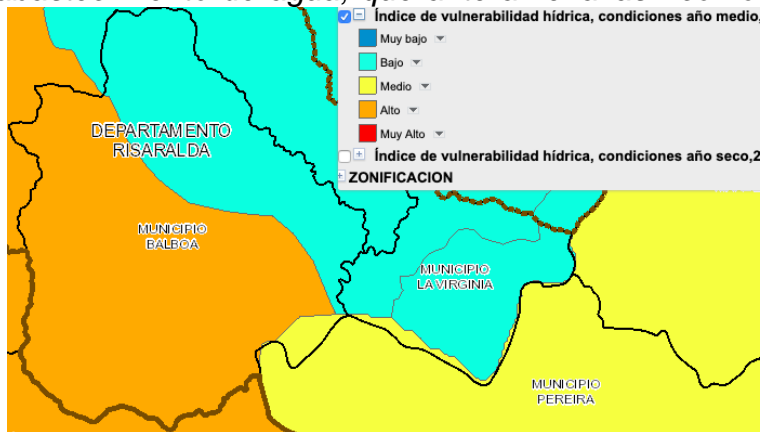 Índice de vulnerabilidad hídrica, condiciones año medio,
Muy bajo
Bajo
Medio
Alto
Muy Alto
Índice de vulnerabilidad hídrica, condiciones año seco,2
ZONIFICACION
DEPARTAMENTO
RISARALDA
MUNICIPIO
BALBOA
MUNICIPIO
LA VIRGINIA
MUNICIPIO
PEREIRA